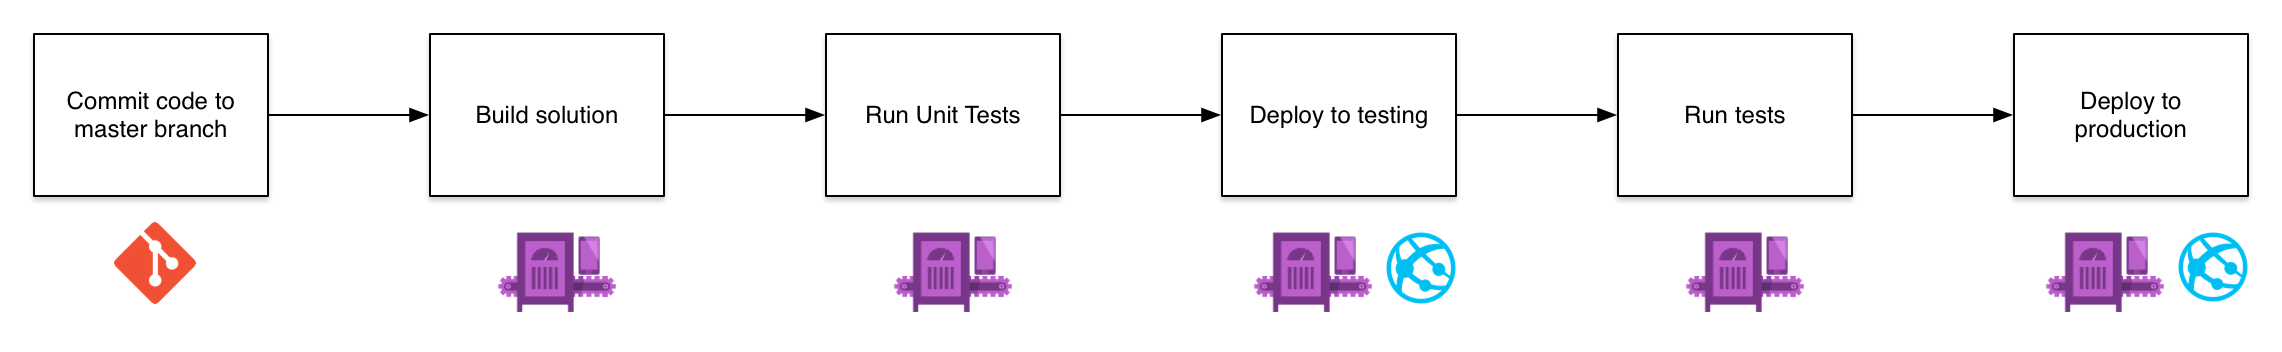 Commit code to
master branch
Build solution
Run Unit Tests
Deploy to testing
Run tests
Deploy to
production